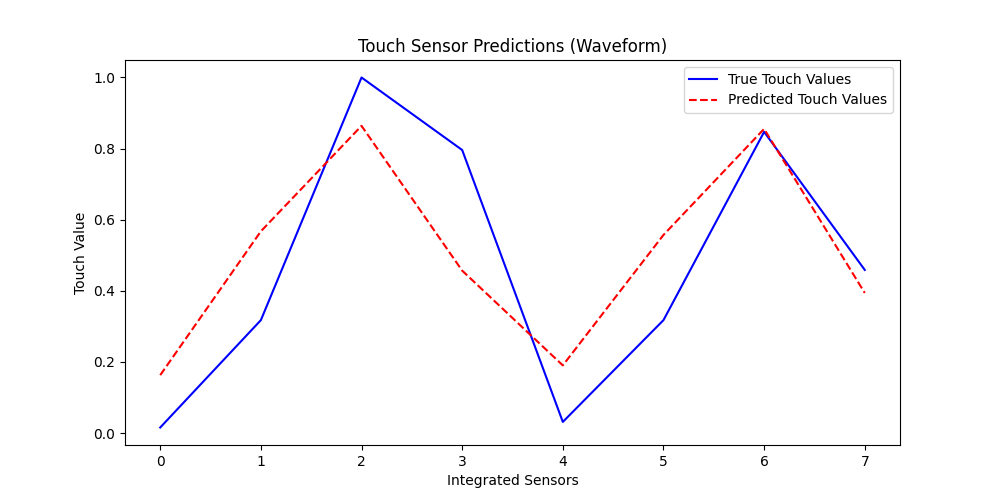 Touch Sensor Predictions (Waveform)
True Touch Values
Predicted Touch Values
Touch Value
1.0
0.8
0.6
0.4
0.2
0.0
0 1 2 3 4 5 6 7
Integrated Sensors